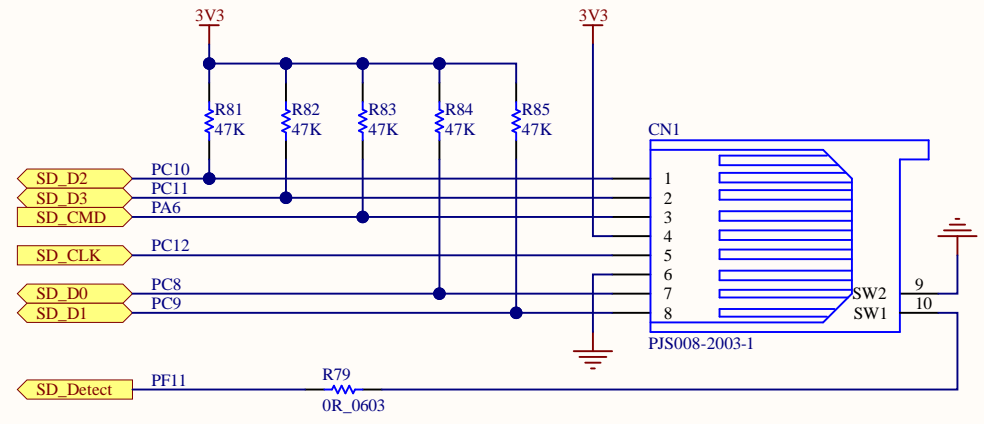 3V3
3V3
R81
47K
R82
47K
R83
47K
R84
47K
R85
47K
CN1
SD_D2
PC10
1
SD_D3
PC11
2
SD_CMD
PA6
3
4
SD_CLK
PC12
5
6
SD_D0
PC8
7
SW2
9
SD_D1
PC9
8
SW1
10
PJS008-2003-1
SD_Detect
PF11
R79
0R_0603